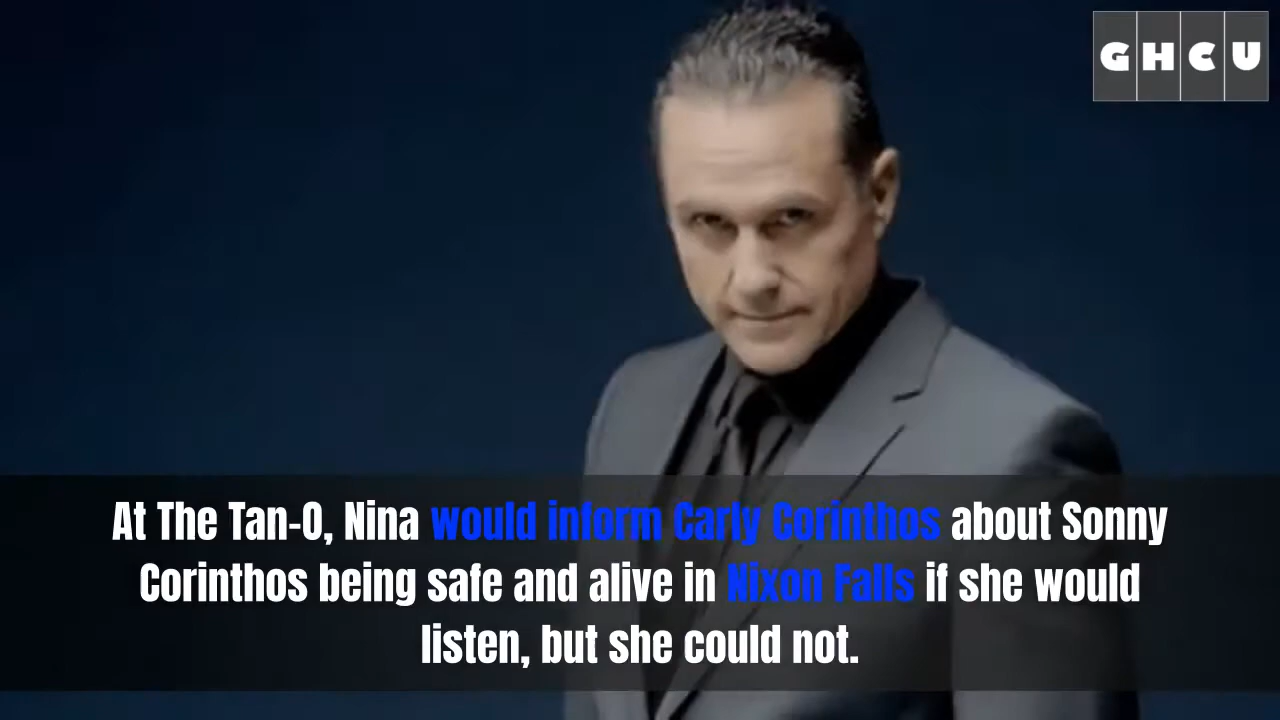 GHCU
At The Tan-O, Nina would inform Carly Corinthos about Sonny
Corinthos being safe and alive in Nixon Falls if she would
listen, but she could not.